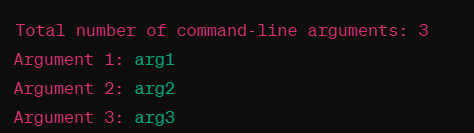 Total number of command-line arguments: 3
Argument 1: arg1
Argument 2: arg2
Argument 3: arg3